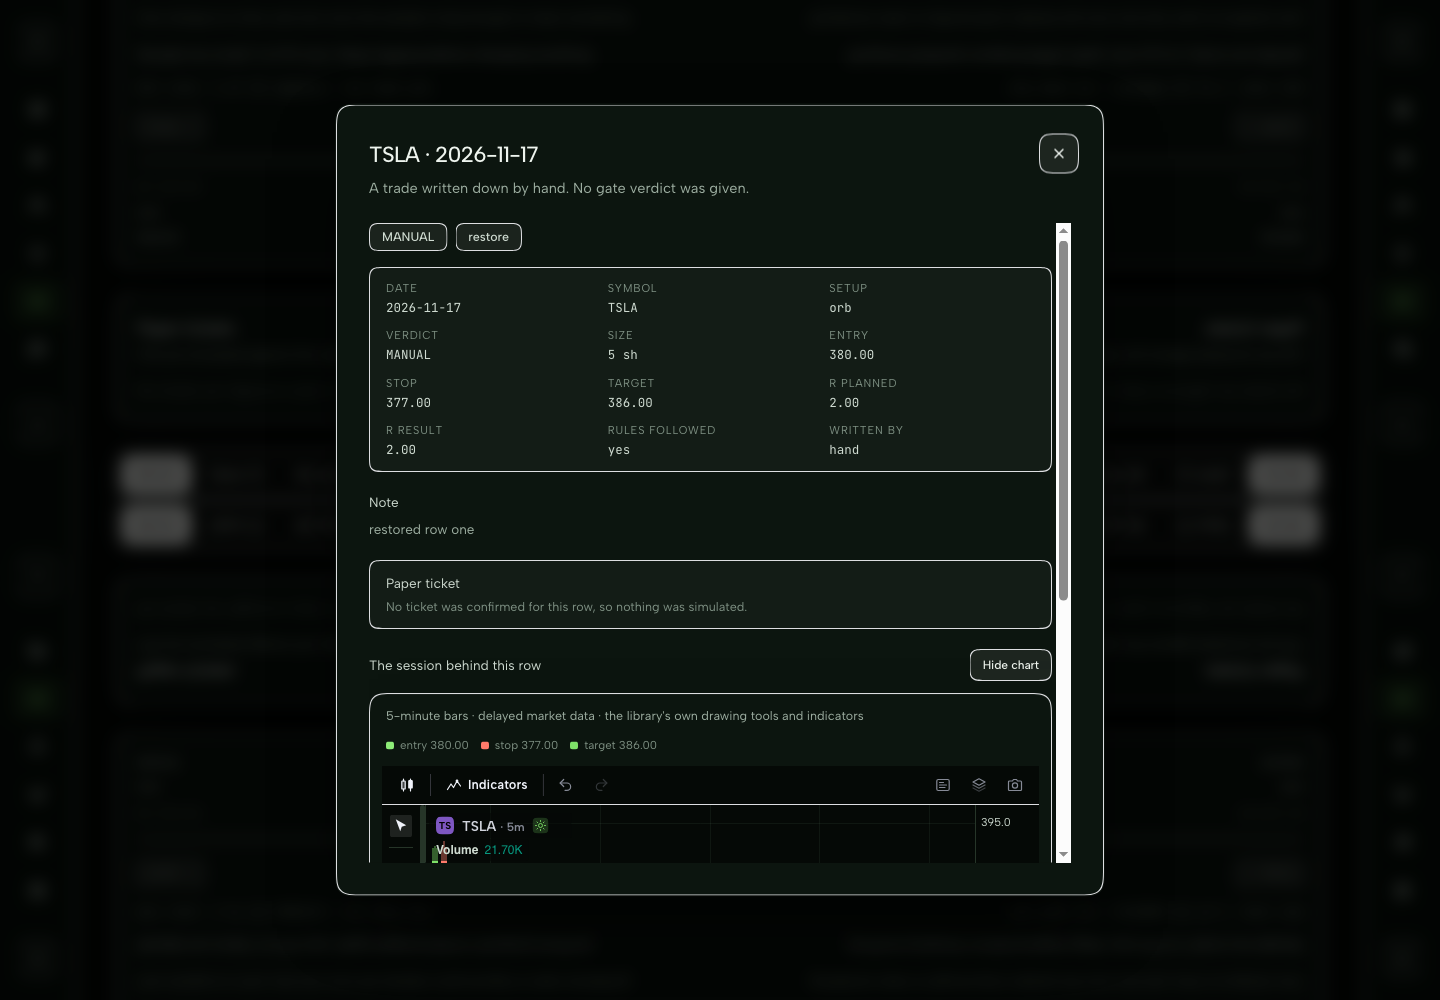 TSLA · 2026-11-17
A trade written down by hand. No gate verdict was given.
MANUAL restore
DATE SYMBOL SETUP
2026-11-17 TSLA orb
VERDICT SIZE ENTRY
MANUAL 5 sh 380.00
STOP TARGET R PLANNED
377.00 386.00 2.00
R RESULT RULES FOLLOWED WRITTEN BY
2.00 yes hand
Note
restored row one
Paper ticket
No ticket was confirmed for this row, so nothing was simulated.
The session behind this row Hide chart
5-minute bars · delayed market data · the library's own drawing tools and indicators
entry 380.00 stop 377.00 target 386.00
Indicators
TS TSLA · 5m 395.0
Volume 21.70K